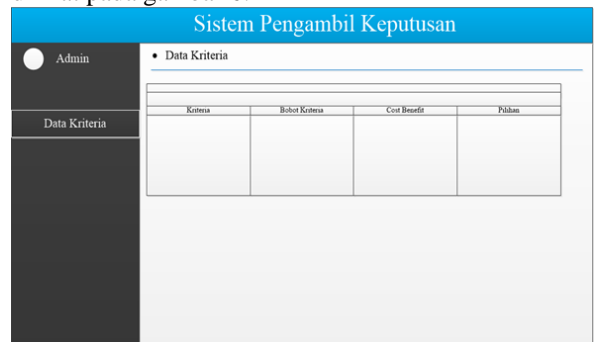 Sistem Pengambil Keputusan
Admin
• Data Kriteria
Data Kriteria
Kriteria Bobot Kriteria Cost Benefit Pilihan